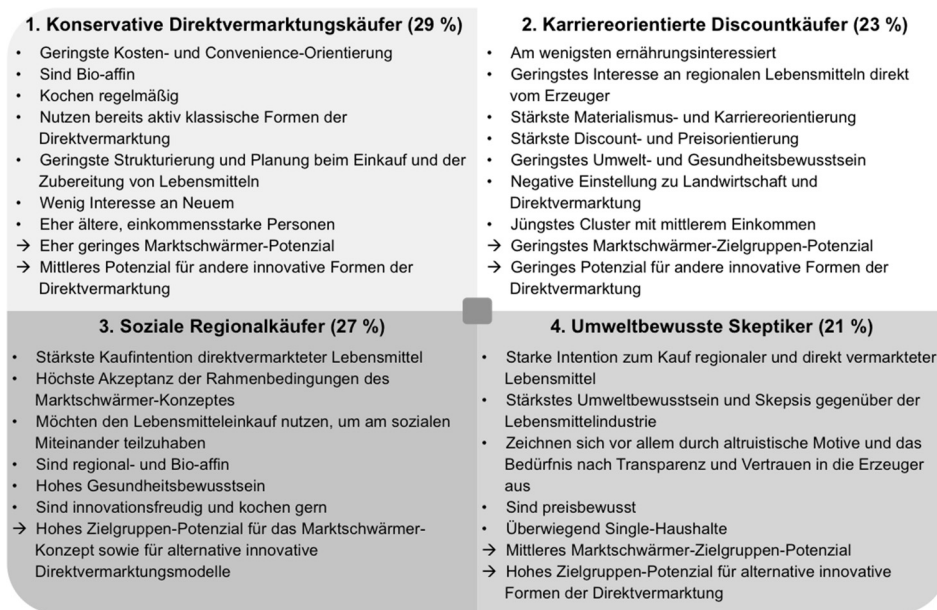 1. Konservative Direktvermarktungskäufer (29 %)
• Geringste Kosten- und Convenience-Orientierung
• Sind Bio-affin
• Kochen regelmäßig
• Nutzen bereits aktiv klassische Formen der
Direktvermarktung
• Geringste Strukturierung und Planung beim Einkauf und der
Zubereitung von Lebensmitteln
• Wenig Interesse an Neuem
• Eher ältere, einkommensstarke Personen
→ Eher geringes Marktschwärmer-Potenzial
→ Mittleres Potenzial für andere innovative Formen der
Direktvermarktung
2. Karriereorientierte Discountkäufer (23 %)
• Am wenigsten ernährungsinteressiert
• Geringstes Interesse an regionalen Lebensmitteln direkt
vom Erzeuger
• Stärkste Materialismus- und Karriereorientierung
• Stärkste Discount- und Preisorientierung
• Geringstes Umwelt- und Gesundheitsbewusstsein
• Negative Einstellung zu Landwirtschaft und
Direktvermarktung
• Jüngstes Cluster mit mittlerem Einkommen
→ Geringstes Marktschwärmer-Zielgruppen-Potenzial
→ Geringes Potenzial für andere innovative Formen der
Direktvermarktung
3. Soziale Regionalkäufer (27 %)
• Stärkste Kaufintention direktvermarkteter Lebensmittel
• Höchste Akzeptanz der Rahmenbedingungen des
Marktschwärmer-Konzeptes
• Möchten den Lebensmitteleinkauf nutzen, um am sozialen
Miteinander teilzuhaben
• Sind regional- und Bio-affin
• Hohes Gesundheitsbewusstsein
• Sind innovationsfreudig und kochen gern
→ Hohes Zielgruppen-Potenzial für das Marktschwärmer-
Konzept sowie für alternative innovative
Direktvermarktungsmodelle
4. Umweltbewusste Skeptiker (21 %)
• Starke Intention zum Kauf regionaler und direkt vermarkteter
Lebensmittel
• Stärkstes Umweltbewusstsein und Skepsis gegenüber der
Lebensmittelindustrie
• Zeichnen sich vor allem durch altruistische Motive und das
Bedürfnis nach Transparenz und Vertrauen in die Erzeuger
aus
• Sind preisbewusst
• Überwiegend Single-Haushalte
→ Mittleres Marktschwärmer-Zielgruppen-Potenzial
→ Hohes Zielgruppen-Potenzial für alternative innovative
Formen der Direktvermarktung